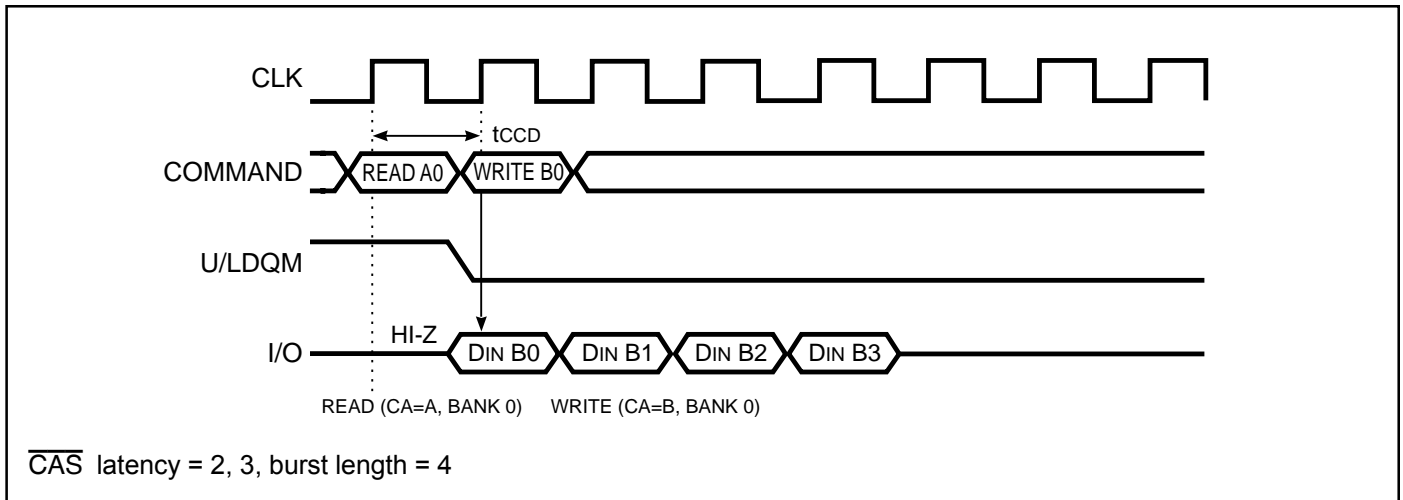 CLK
tCCD
COMMAND READ A0 WRITE B0
U/LDQM
HI-Z
I/O DIN B0 DIN B1 DIN B2 DIN B3
READ (CA=A, BANK 0) WRITE (CA=B, BANK 0)
CAS latency = 2, 3, burst length = 4